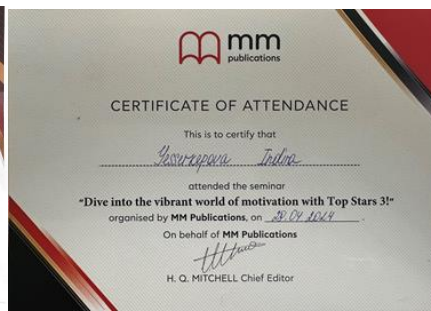 mm
publications
CERTIFICATE OF ATTENDANCE
This is to certify that
Indira
attended the seminar
"Dive into the vibrant world of motivation with Top Stars 3!"
organised by MM Publications, on 20.04.2024.
On behalf of MM Publications
H. Q. MITCHELL Chief Editor